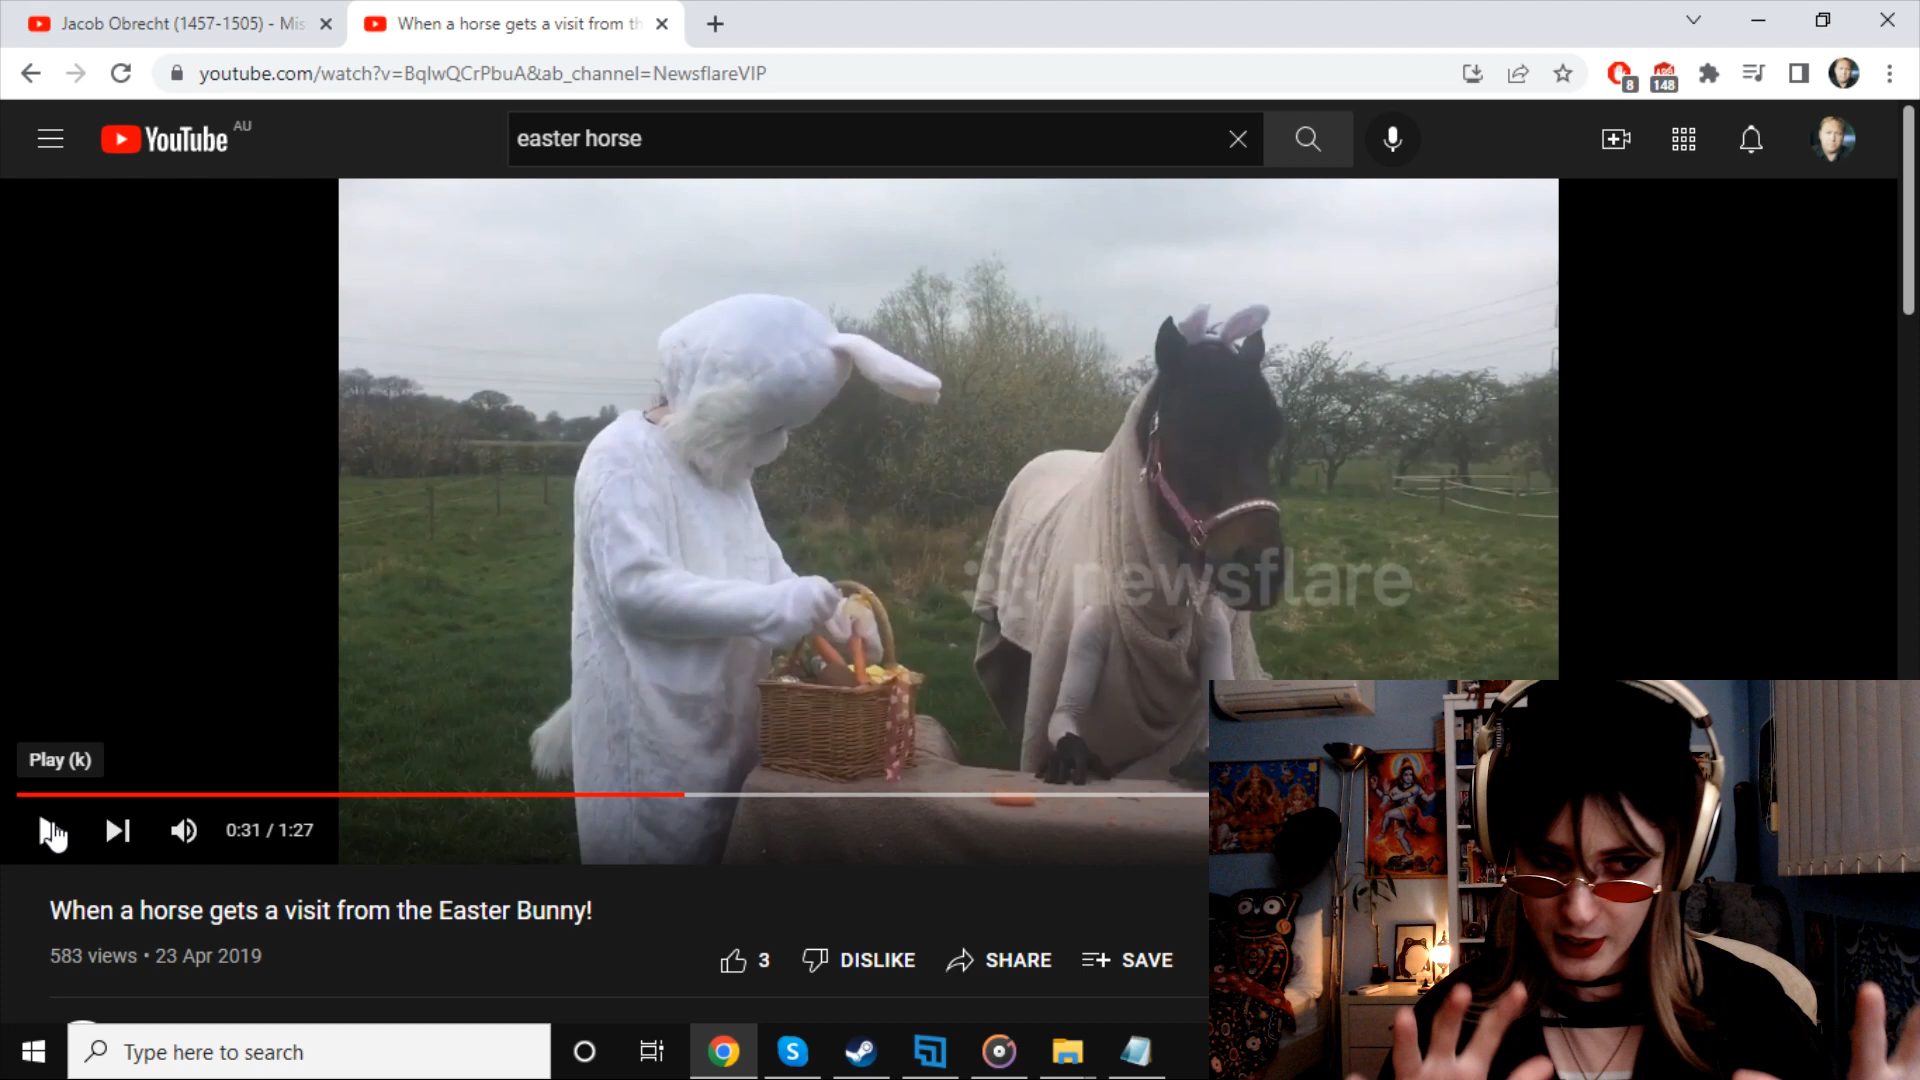 Jacob Obrecht (1457-1505) - Mis
When a horse gets a visit from th
youtube.com/watch?v=BqlwQCrPbuA&ab_channel=NewsflareVIP
8
148
YouTube AU
easter horse
newsflare
Play (k)
0:31 / 1:27
When a horse gets a visit from the Easter Bunny!
583 views • 23 Apr 2019
3
DISLIKE
SHARE
SAVE
Type here to search